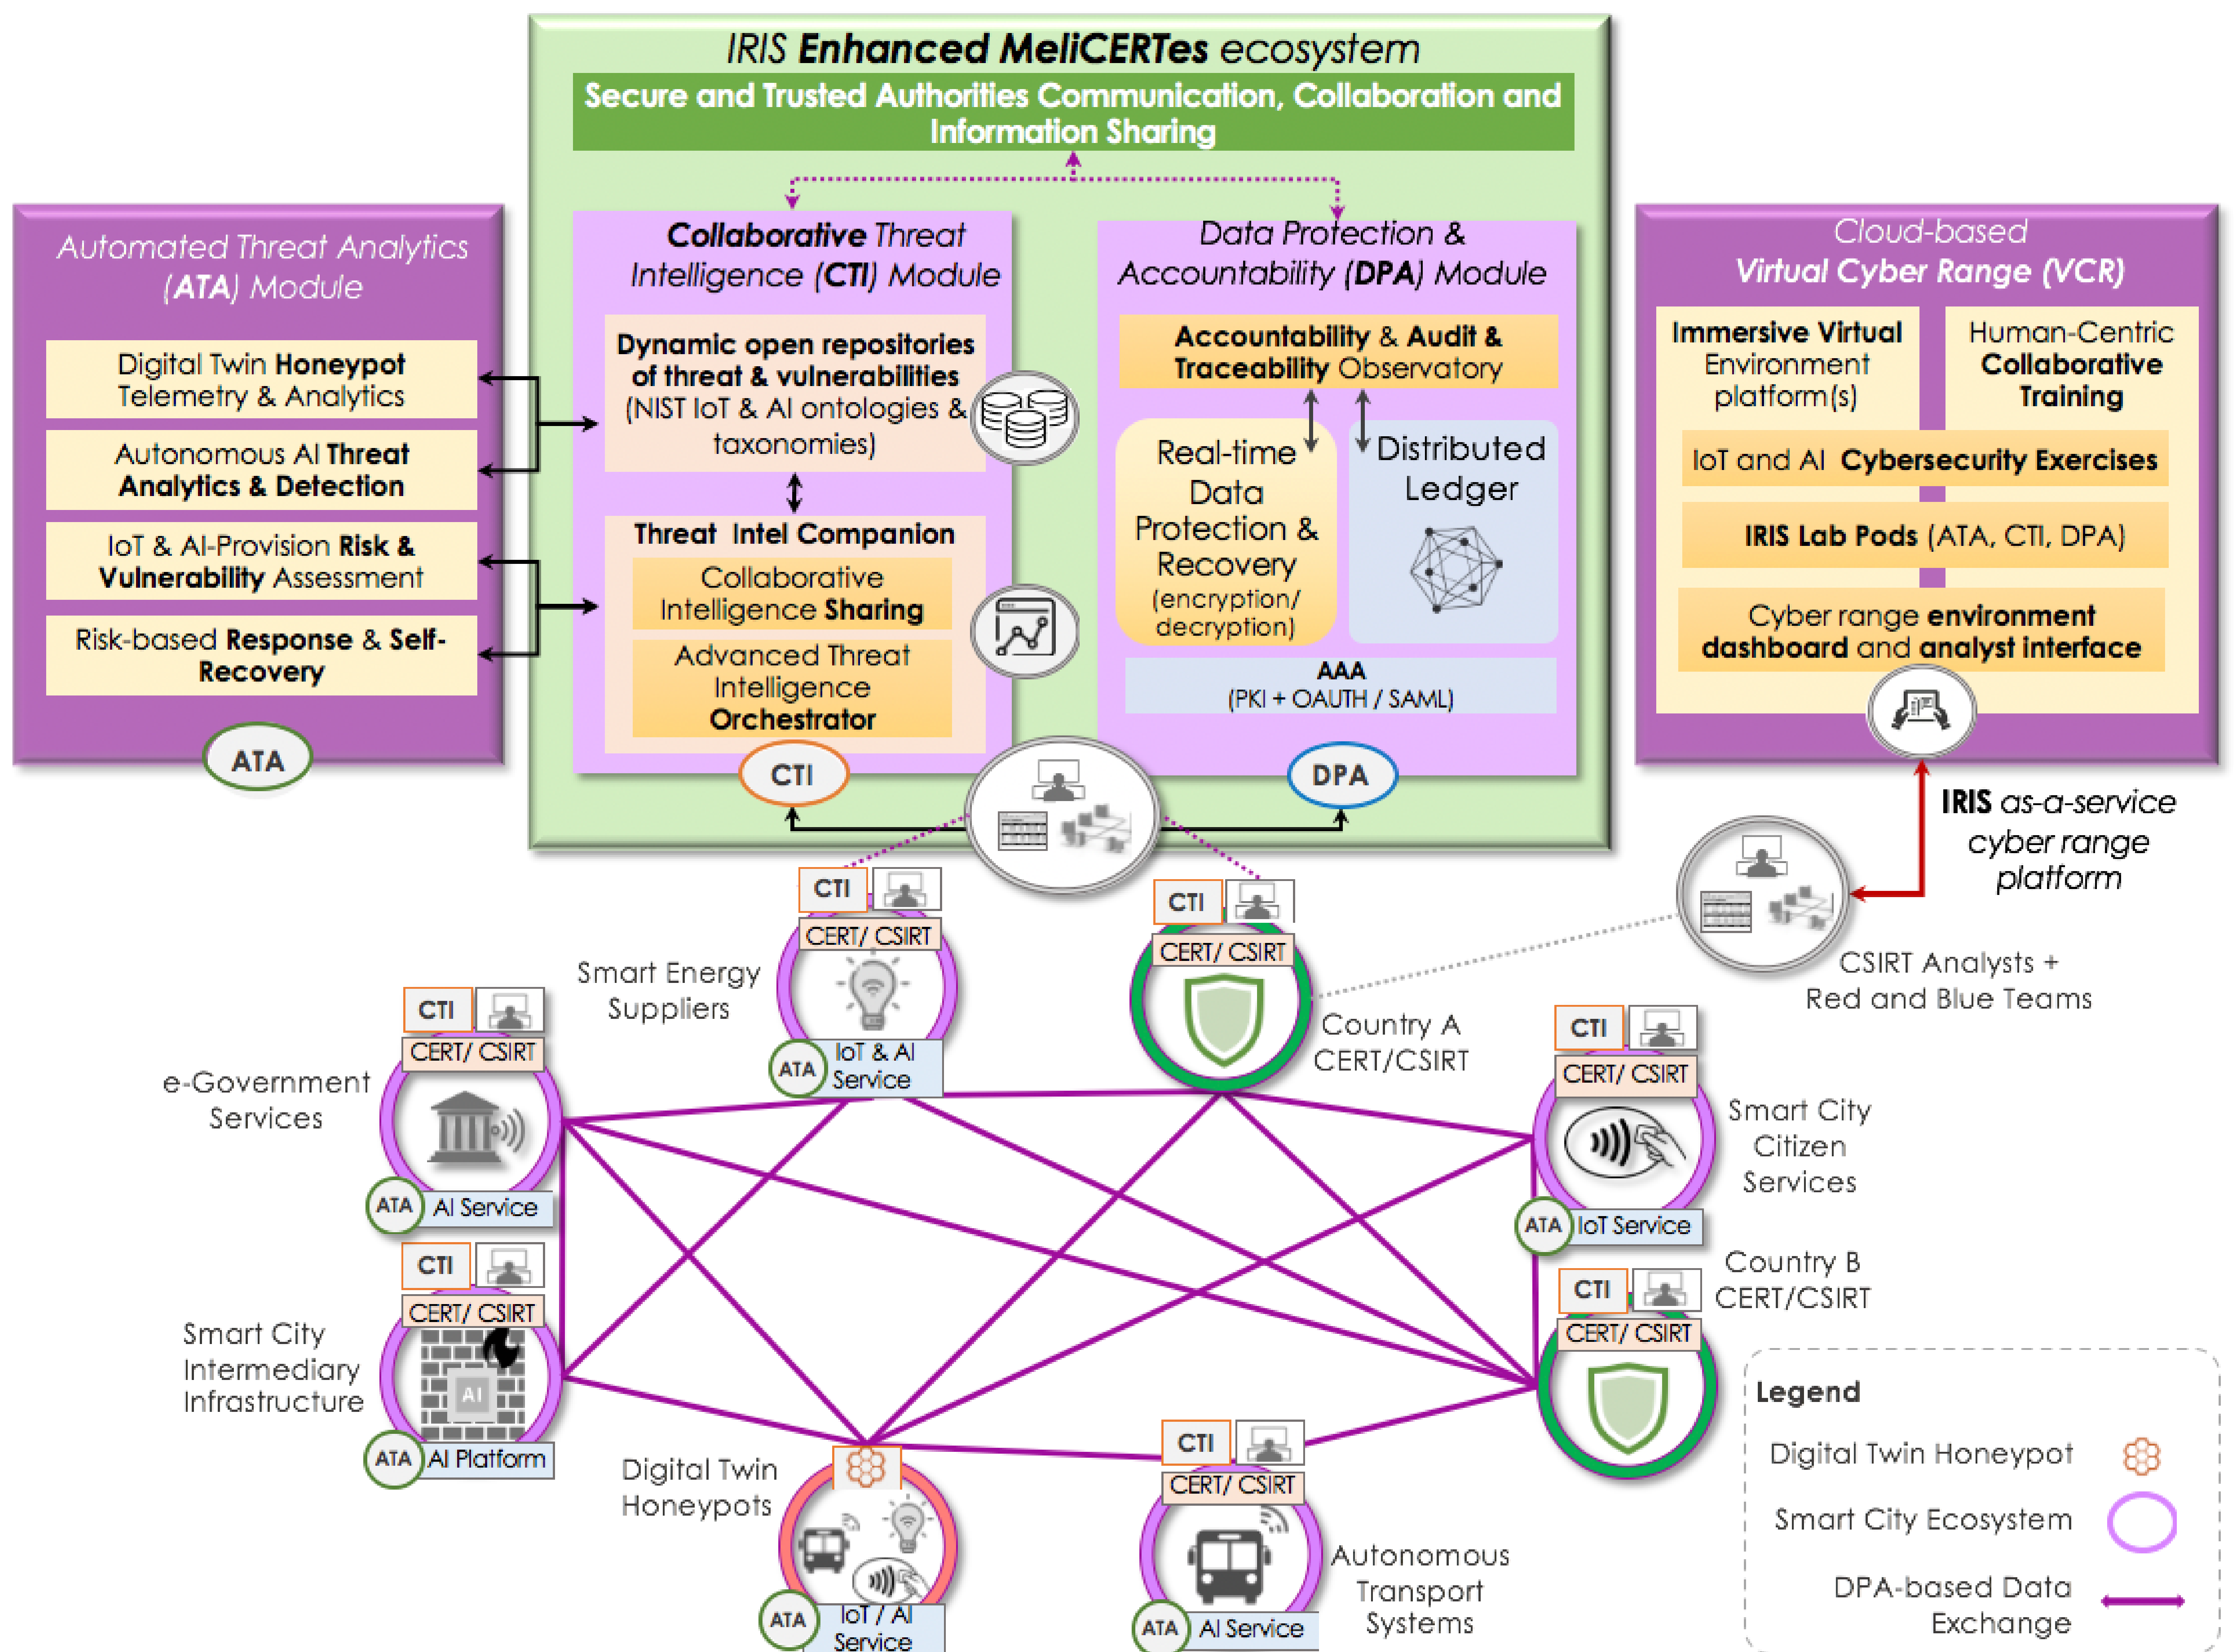 IRIS Enhanced MeliCERTes ecosystem
Secure and Trusted Authorities Communication, Collaboration and
Information Sharing
Automated Threat Analytics
(ATA) Module
Digital Twin Honeypot
Telemetry & Analytics
Autonomous AI Threat
Analytics & Detection
IoT & AI-Provision Risk &
Vulnerability Assessment
Risk-based Response & Self-
Recovery
ATA
Collaborative Threat
Intelligence (CTI) Module
Dynamic open repositories
of threat & vulnerabilities
(NIST IoT & AI ontologies &
taxonomies)
Threat Intel Companion
Collaborative
Intelligence Sharing
Advanced Threat
Intelligence
Orchestrator
CTI
Data Protection &
Accountability (DPA) Module
Accountability & Audit &
Traceability Observatory
Real-time
Data
Protection &
Recovery
(encryption/
decryption)
Distributed
Ledger
AAA
(PKI + OAUTH / SAML)
DPA
Cloud-based
Virtual Cyber Range (VCR)
Immersive Virtual
Environment
platform(s)
Human-Centric
Collaborative
Training
IoT and AI Cybersecurity Exercises
IRIS Lab Pods (ATA, CTI, DPA)
Cyber range environment
dashboard and analyst interface
IRIS as-a-service
cyber range
platform
CSIRT Analysts +
Red and Blue Teams
CTI
CERT/ CSIRT
Smart Energy
Suppliers
ATA
IoT & AI
Service
CTI
CERT/ CSIRT
Country A
CERT/CSIRT
CTI
CERT/ CSIRT
e-Government
Services
ATA
AI Service
CTI
CERT/ CSIRT
Smart City
Citizen
Services
ATA
IoT Service
CTI
CERT/ CSIRT
Smart City
Intermediary
Infrastructure
AI
ATA
AI Platform
Country B
CERT/CSIRT
CTI
CERT/ CSIRT
Digital Twin
Honeypots
ATA
IoT / AI
Service
CTI
CERT/ CSIRT
Autonomous
Transport
Systems
ATA
AI Service
Legend
Digital Twin Honeypot
Smart City Ecosystem
DPA-based Data
Exchange